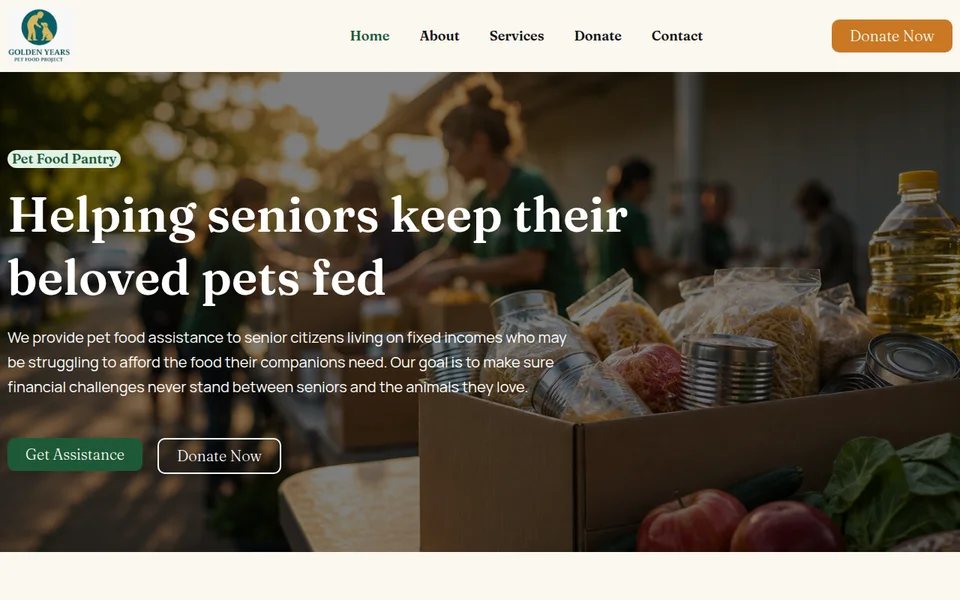 GOLDEN YEARS
PET FOOD PROJECT
Home
About
Services
Donate
Contact
Donate Now
Pet Food Pantry
Helping seniors keep their
beloved pets fed
We provide pet food assistance to senior citizens living on fixed incomes who may
be struggling to afford the food their companions need. Our goal is to make sure
financial challenges never stand between seniors and the animals they love.
Get Assistance
Donate Now